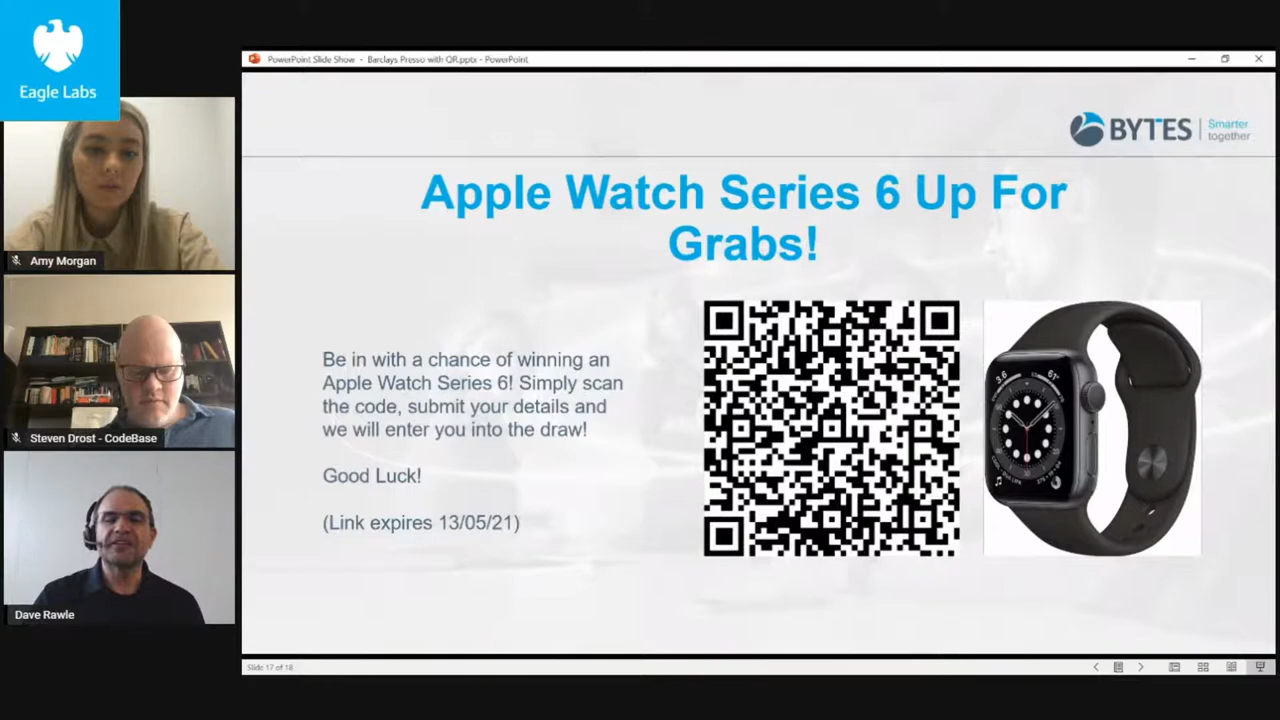 Eagle Labs
PowerPoint Slide Show - Barclays Presso with QR.pptx - PowerPoint
BYTES
Smarter
together
Apple Watch Series 6 Up For
Grabs!
Be in with a chance of winning an
Apple Watch Series 6! Simply scan
the code, submit your details and
we will enter you into the draw!
Good Luck!
(Link expires 13/05/21)
3.6
61°
Amy Morgan
Steven Drost - CodeBase
Dave Rawle
Slide 17 of 18